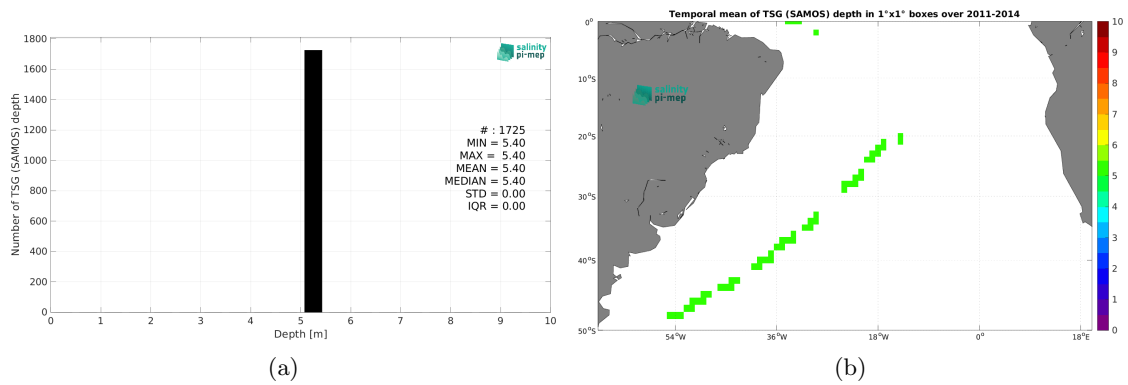 1800
1600
1400
1200
1000
800
600
400
200
0
Number of TSG (SAMOS) depth
salinity
pi-mep
# : 1725
MIN = 5.40
MAX = 5.40
MEAN = 5.40
MEDIAN = 5.40
STD = 0.00
IQR = 0.00
0 1 2 3 4 5 6 7 8 9 10
Depth [m]
(a)
Temporal mean of TSG (SAMOS) depth in 1°x1° boxes over 2011-2014
0°
10°S
20°S
30°S
40°S
50°S
salinity
pi-mep
54°W 36°W 18°W 0° 18°E
10
9
8
7
6
5
4
3
2
1
0
(b)